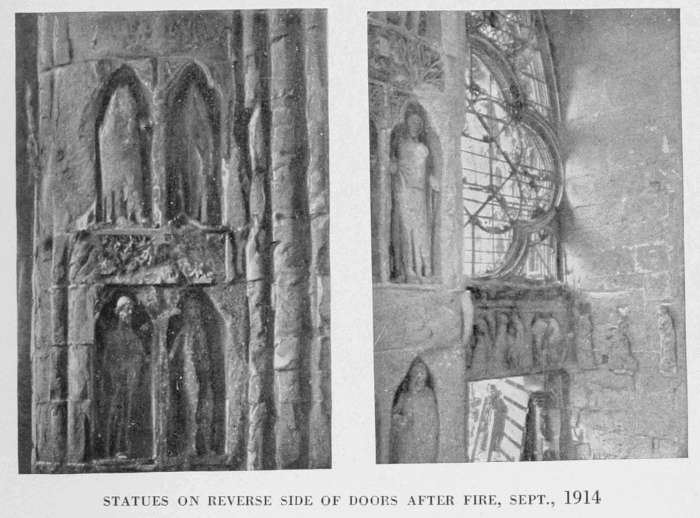 STATUES ON REVERSE SIDE OF DOORS AFTER FIRE, SEPT., 1914